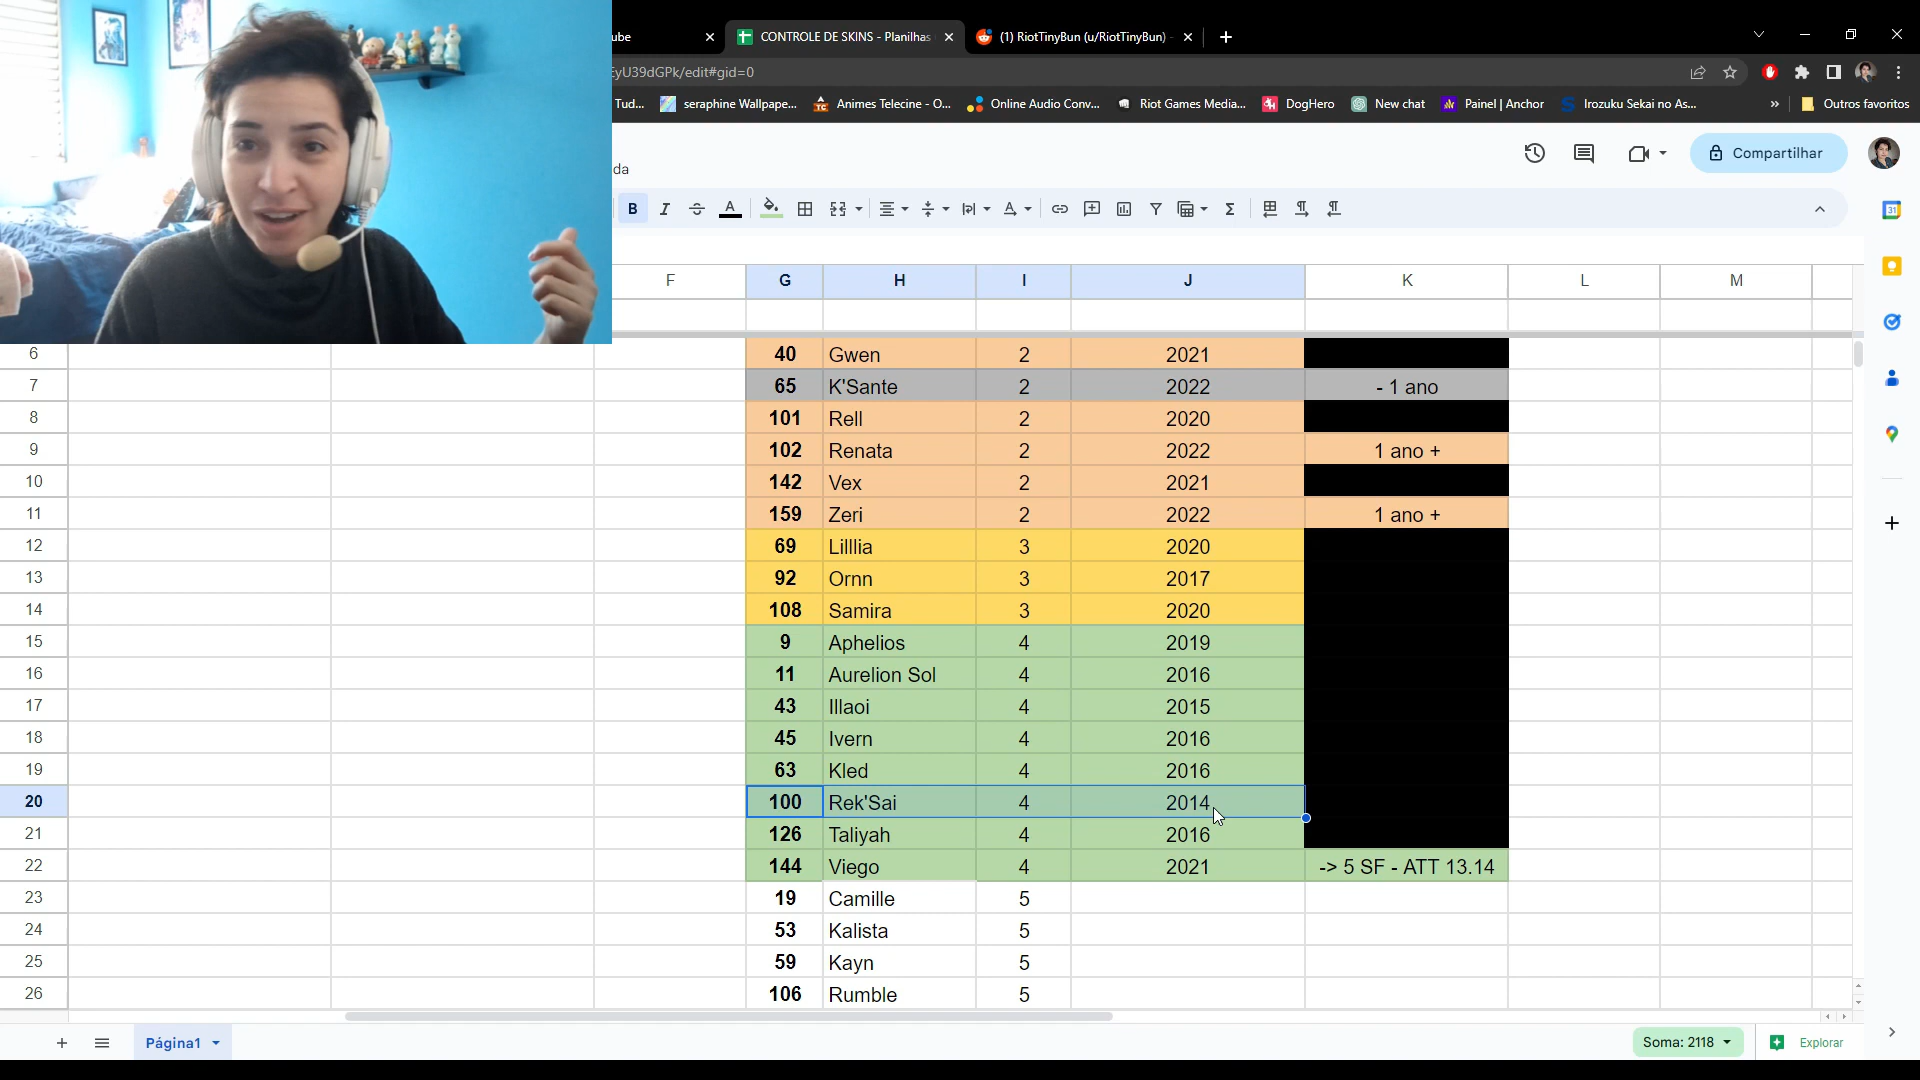 ube
CONTROLE DE SKINS - Planilhas
(1) RiotTinyBun (u/RiotTinyBun) -
EyU39dGPk/edit#gid=0
Tud...
seraphine Wallpape...
Animes Telecine - O...
Online Audio Conv...
Riot Games Media...
DogHero
New chat
Painel | Anchor
Irozuku Sekai no As...
»
Outros favoritos
da
Compartilhar
B I S A
F G H I J K L M
6 40 Gwen 2 2021
7 65 K'Sante 2 2022 - 1 ano
8 101 Rell 2 2020
9 102 Renata 2 2022 1 ano +
10 142 Vex 2 2021
11 159 Zeri 2 2022 1 ano +
12 69 Lilllia 3 2020
13 92 Ornn 3 2017
14 108 Samira 3 2020
15 9 Aphelios 4 2019
16 11 Aurelion Sol 4 2016
17 43 Illaoi 4 2015
18 45 Ivern 4 2016
19 63 Kled 4 2016
20 100 Rek'Sai 4 2014
21 126 Taliyah 4 2016
22 144 Viego 4 2021 -> 5 SF - ATT 13.14
23 19 Camille 5
24 53 Kalista 5
25 59 Kayn 5
26 106 Rumble 5
Página1
Soma: 2118
Explorar